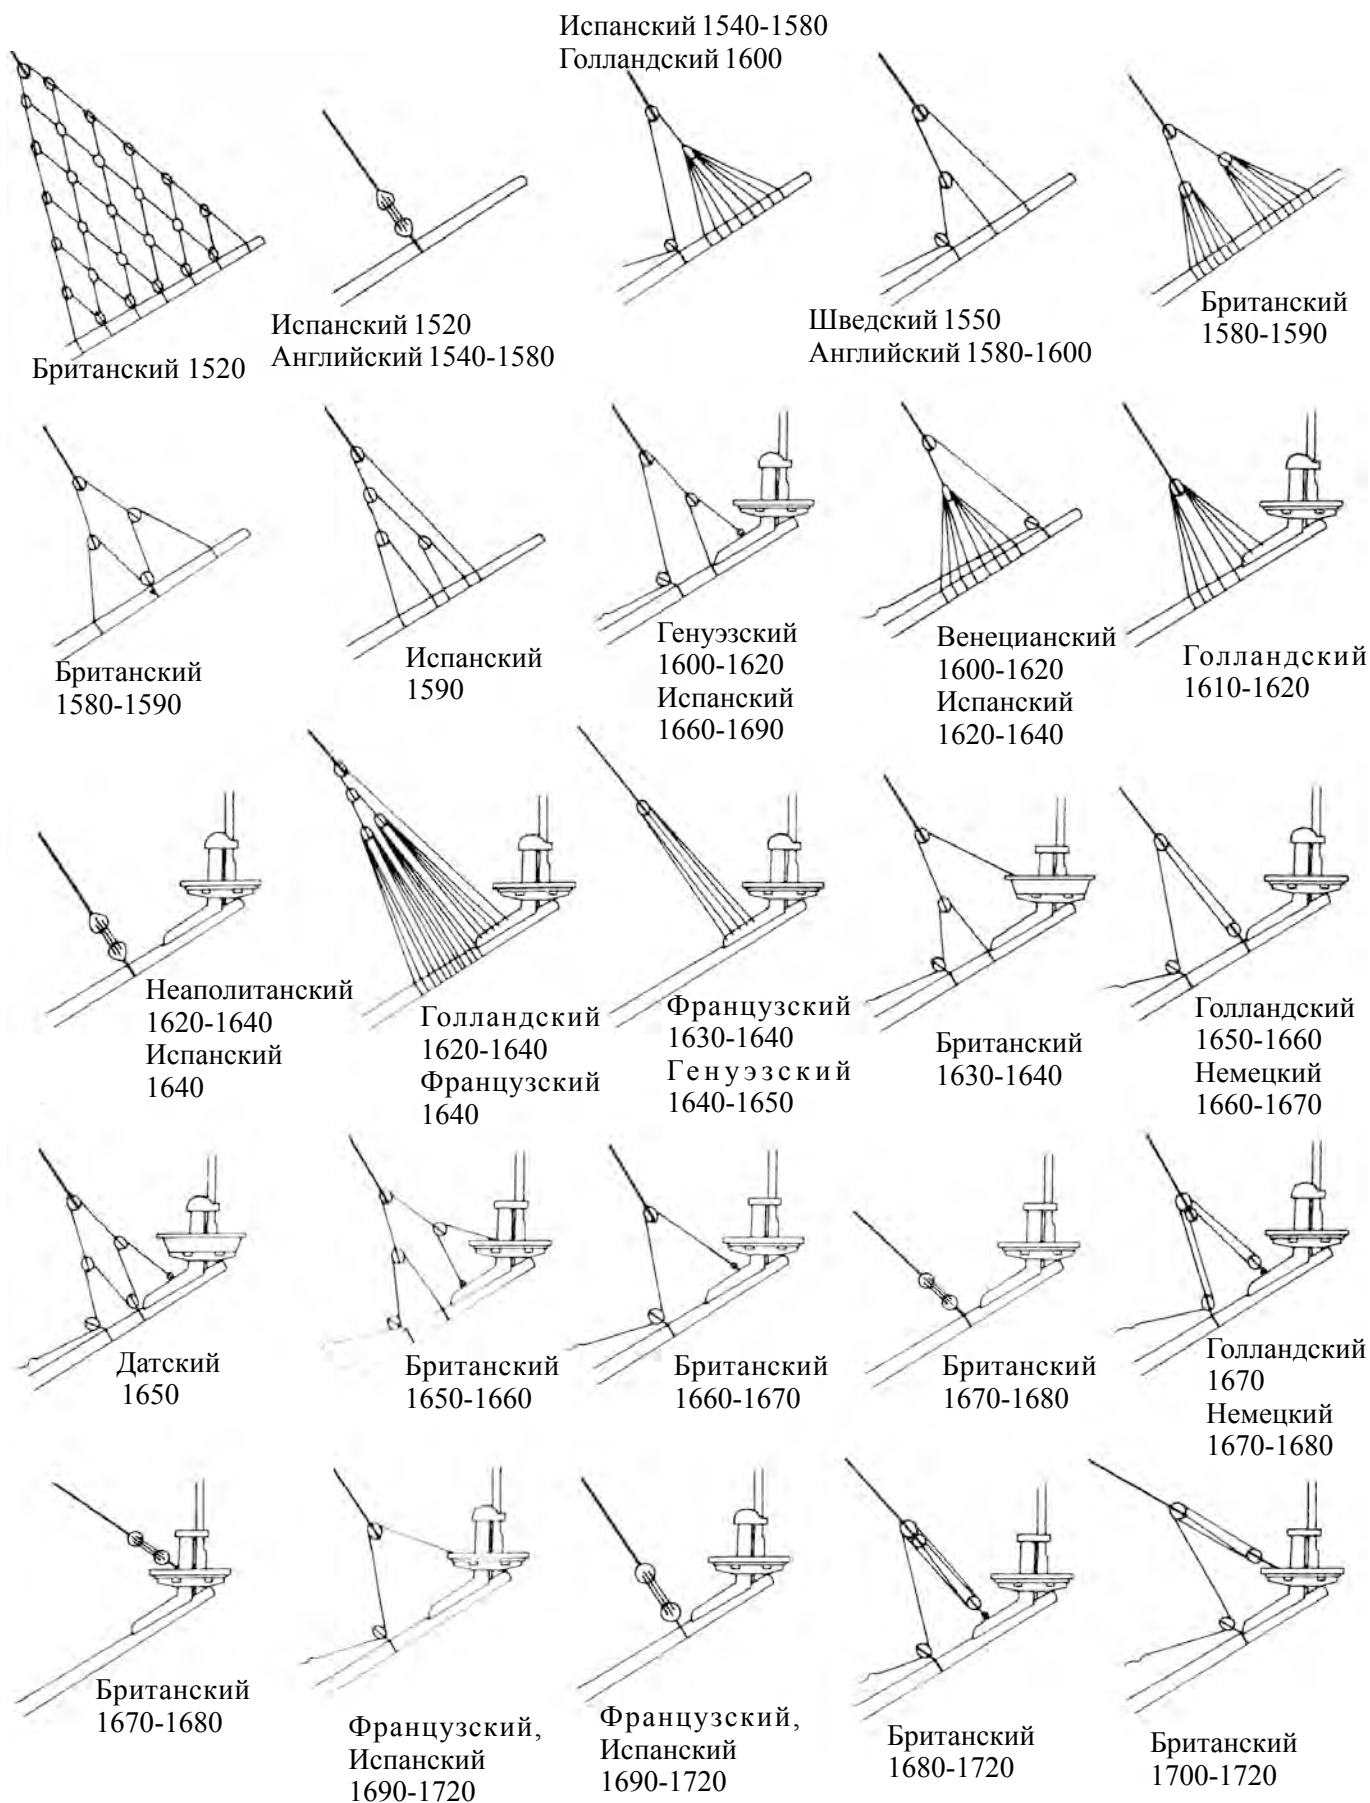 Испанский 1540-1580
Голландский 1600
Британский 1520
Испанский 1520
Английский 1540-1580
Шведский 1550
Английский 1580-1600
Британский
1580-1590
Британский
1580-1590
Испанский
1590
Генуэзский
1600-1620
Испанский
1660-1690
Венецианский
1600-1620
Испанский
1620-1640
Голландский
1610-1620
Неаполитанский
1620-1640
Испанский
1640
Голландский
1620-1640
Французский
1640
Французский
1630-1640
Генуэзский
1640-1650
Британский
1630-1640
Голландский
1650-1660
Немецкий
1660-1670
Датский
1650
Британский
1650-1660
Британский
1660-1670
Британский
1670-1680
Голландский
1670
Немецкий
1670-1680
Британский
1670-1680
Французский,
Испанский
1690-1720
Французский,
Испанский
1690-1720
Британский
1680-1720
Британский
1700-1720